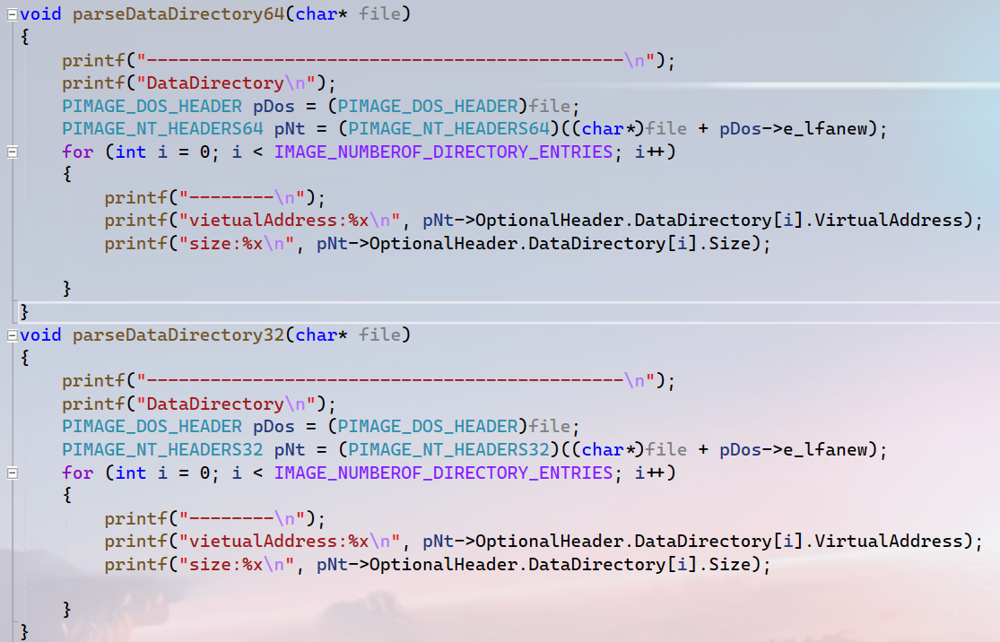 void parseDataDirectory64(char* file)
{
    printf("---------------------------------------------\n");
    printf("DataDirectory\n");
    PIMAGE_DOS_HEADER pDos = (PIMAGE_DOS_HEADER)file;
    PIMAGE_NT_HEADERS64 pNt = (PIMAGE_NT_HEADERS64)((char*)file + pDos->e_lfanew);
    for (int i = 0; i < IMAGE_NUMBEROF_DIRECTORY_ENTRIES; i++)
    {
        printf("--------\n");
        printf("vietualAddress:%x\n", pNt->OptionalHeader.DataDirectory[i].VirtualAddress);
        printf("size:%x\n", pNt->OptionalHeader.DataDirectory[i].Size);
    }
}
void parseDataDirectory32(char* file)
{
    printf("---------------------------------------------\n");
    printf("DataDirectory\n");
    PIMAGE_DOS_HEADER pDos = (PIMAGE_DOS_HEADER)file;
    PIMAGE_NT_HEADERS32 pNt = (PIMAGE_NT_HEADERS32)((char*)file + pDos->e_lfanew);
    for (int i = 0; i < IMAGE_NUMBEROF_DIRECTORY_ENTRIES; i++)
    {
        printf("--------\n");
        printf("vietualAddress:%x\n", pNt->OptionalHeader.DataDirectory[i].VirtualAddress);
        printf("size:%x\n", pNt->OptionalHeader.DataDirectory[i].Size);
    }
}